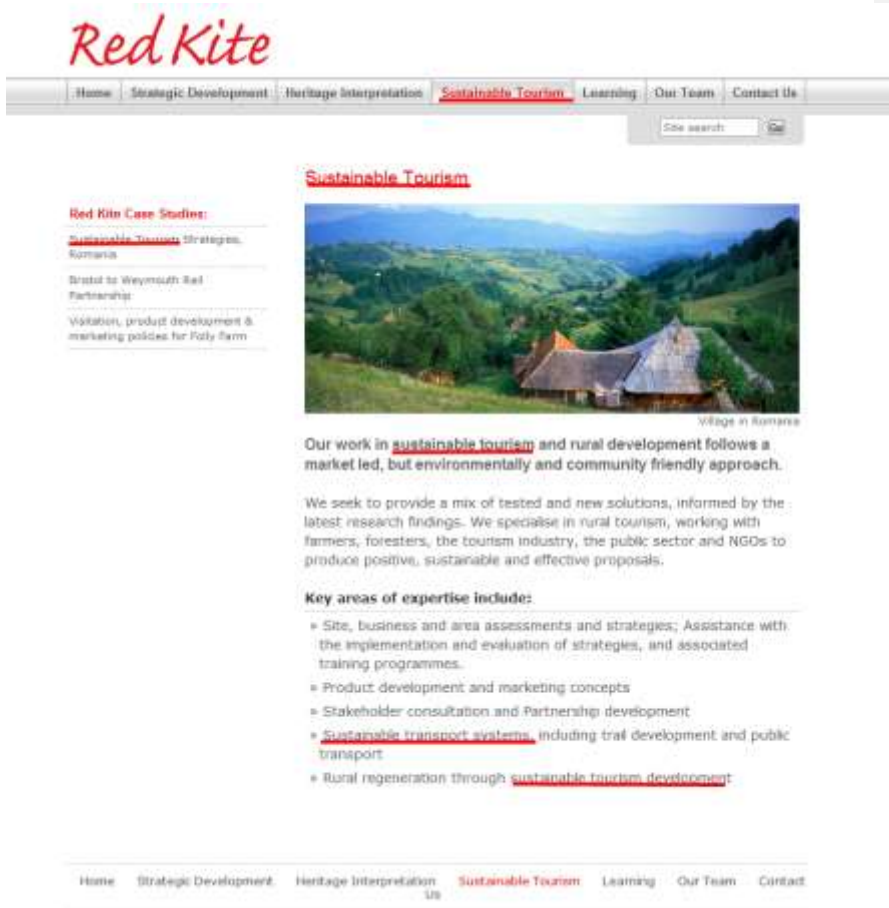 Red Kite
Home Strategic Development Heritage Interpretation Sustainable Tourism Learning Our Team Contact Us
Site search Go
Sustainable Tourism
Red Kite Case Studies:
Sustainable Tourism Strategies,
Romania
Bristol to Weymouth Rail
Partnership
Visitation, product development &
marketing policies for Folly Farm
Village in Romania
Our work in sustainable tourism and rural development follows a
market led, but environmentally and community friendly approach.
We seek to provide a mix of tested and new solutions, informed by the
latest research findings. We specialise in rural tourism, working with
farmers, foresters, the tourism industry, the public sector and NGOs to
produce positive, sustainable and effective proposals.
Key areas of expertise include:
» Site, business and area assessments and strategies; Assistance with
the implementation and evaluation of strategies, and associated
training programmes.
» Product development and marketing concepts
» Stakeholder consultation and Partnership development
» Sustainable transport systems, including trail development and public
transport
» Rural regeneration through sustainable tourism development
Home Strategic Development Heritage Interpretation Sustainable Tourism Learning Our Team Contact
Us